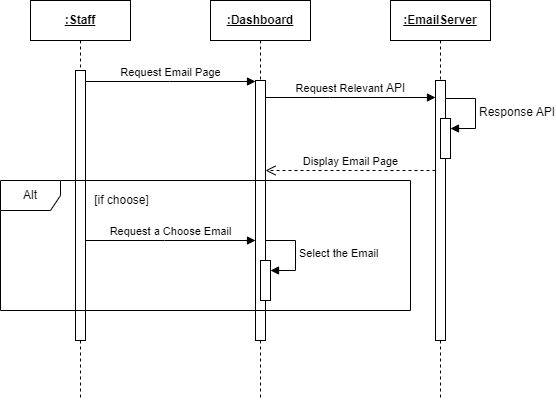 :Staff
:Dashboard
:EmailServer
Request Email Page
Request Relevant API
Response API
Display Email Page
Alt
[if choose]
Request a Choose Email
Select the Email